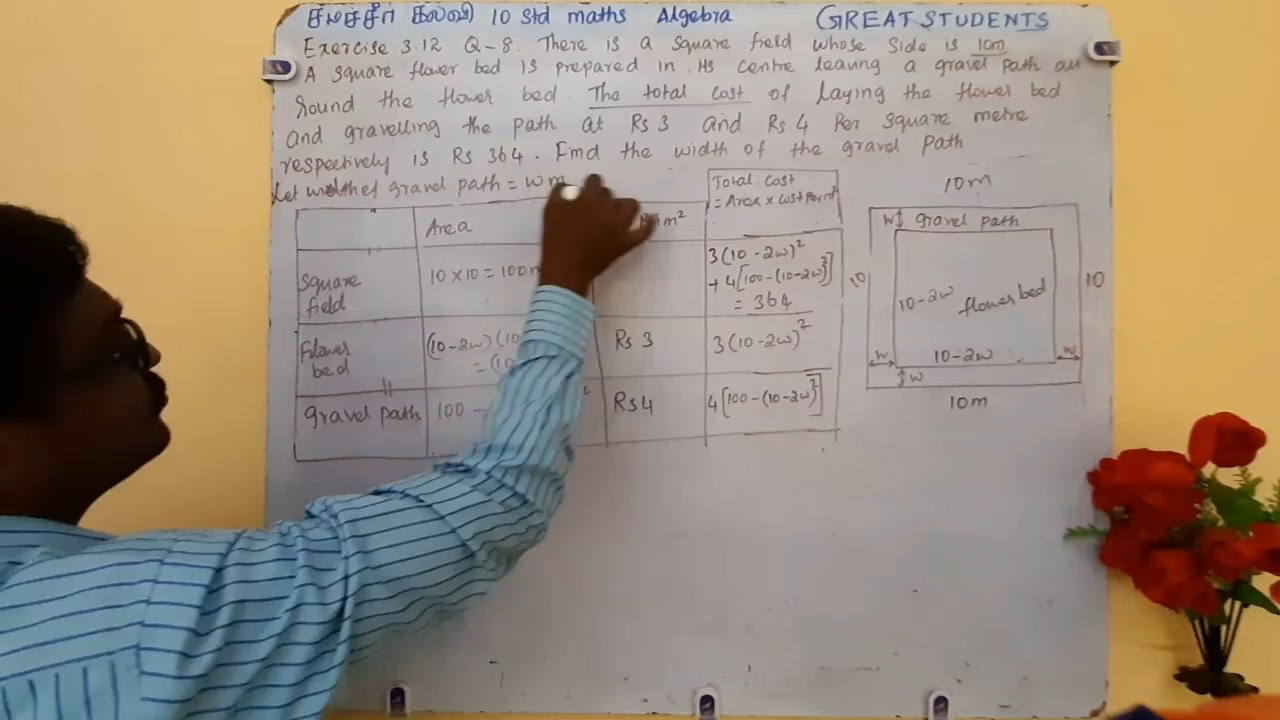 சமச்சீர் கல்வி 10 Std maths Algebra GREAT STUDENTS
Exercise 3.12 Q-8. There is a square field whose side is 10m
A square flower bed is prepared in its centre leaving a gravel path all
round the flower bed. The total cost of laying the flower bed
and gravelling the path at Rs 3 and Rs 4 per square metre
respectively is Rs 364. Find the width of the gravel path
Let width of gravel path = w m
Area
m²
Total cost
= Area × cost per m²
Square
field
10 × 10 = 100
3(10-2w)²
+ 4[100-(10-2w)²]
= 364
Flower
bed
(10-2w)(10
= (10
Rs 3
3(10-2w)²
gravel path
100 -
Rs 4
4[100-(10-2w)²]
10m
w
gravel path
10
10-2w
flower bed
10
w
10-2w
w
w
10m